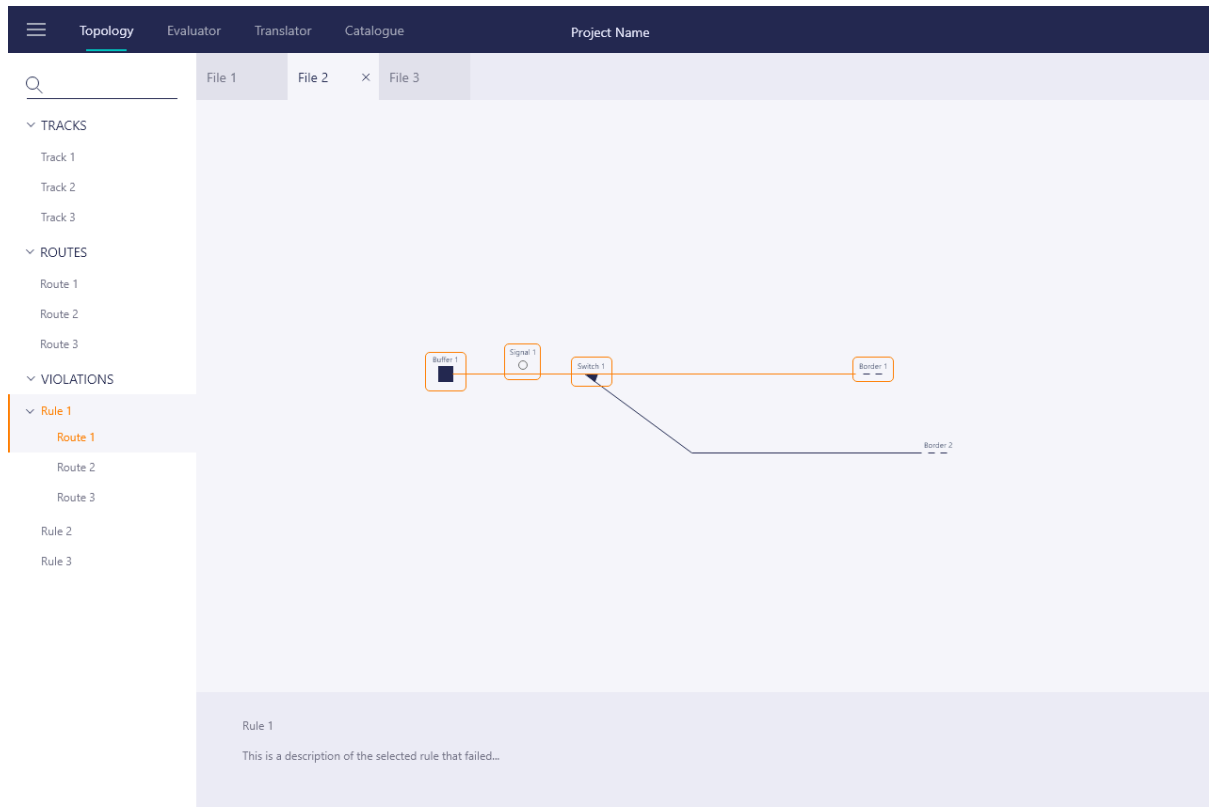 Topology Evaluator Translator Catalogue Project Name
File 1 File 2 × File 3
TRACKS
Track 1
Track 2
Track 3
ROUTES
Route 1
Route 2
Route 3
VIOLATIONS
Rule 1
Route 1
Route 2
Route 3
Rule 2
Rule 3
Signal 1
Buffer 1
Switch 1
Border 1
Border 2
Rule 1
This is a description of the selected rule that failed...